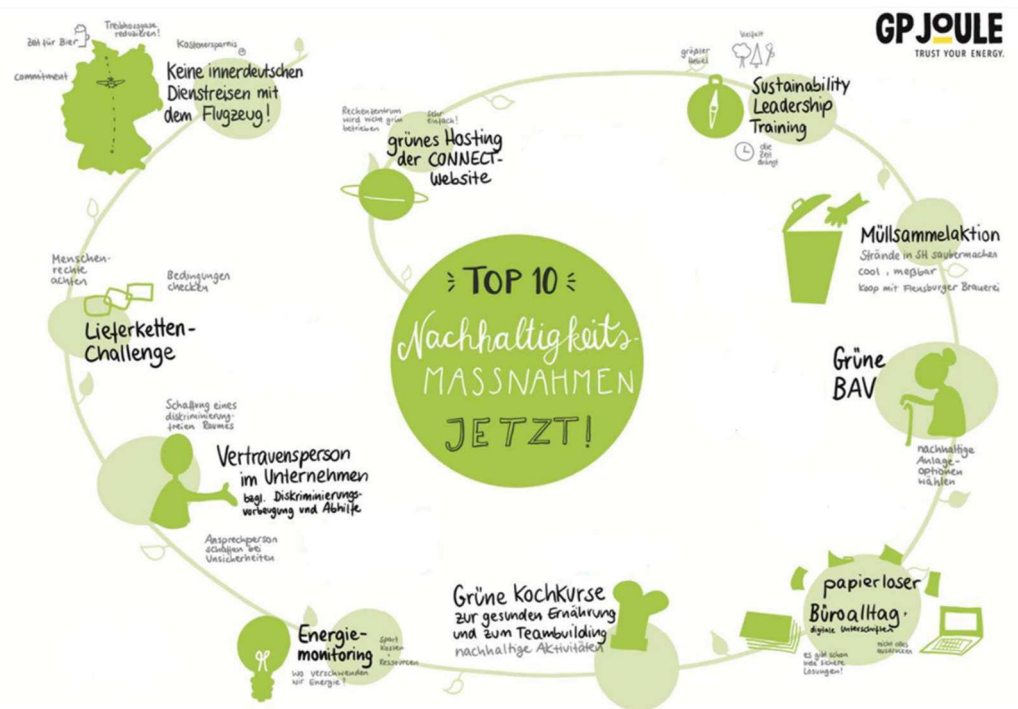 GP JOULE
TRUST YOUR ENERGY.
TOP 10
Nachhaltigkeits-
MASSNAHMEN
JETZT!
Rechenzentrum
wird nicht grün
betrieben
Sehr
einfach!
grünes Hosting
der CONNECT-
Website
größter
Hebel
Vielfalt
Sustainability
Leadership
Training
die
Zeit
drängt
Müllsammelaktion
Strände in SH saubermachen
cool, meßbar
Koop mit Flensburger Brauerei
Grüne
BAV
nachhaltige
Anlage-
optionen
wählen
papierloser
Büroalltag
digitale Unterschriften
es gibt schon
viele sichere
Lösungen!
nicht alles
ausdrucken
Grüne Kochkurse
zur gesunden Ernährung
und zum Teambuilding
nachhaltige Aktivitäten
Energie-
monitoring
wo verschwenden
wir Energie?
Spart
Kosten
+
Ressourcen
Schaffung eines
diskriminierung-
freien Raumes
Vertrauensperson
im Unternehmen
bzgl. Diskriminierungs-
vorbeugung und Abhilfe
Ansprechperson
schaffen bei
Unsicherheiten
Menschen-
rechte
achten
Bedingungen
checken
Lieferketten-
Challenge
Zeit für Bier
Treibhausgase
reduzieren!
commitment
Kostenersparnis
Keine innerdeutschen
Dienstreisen mit
dem Flugzeug!